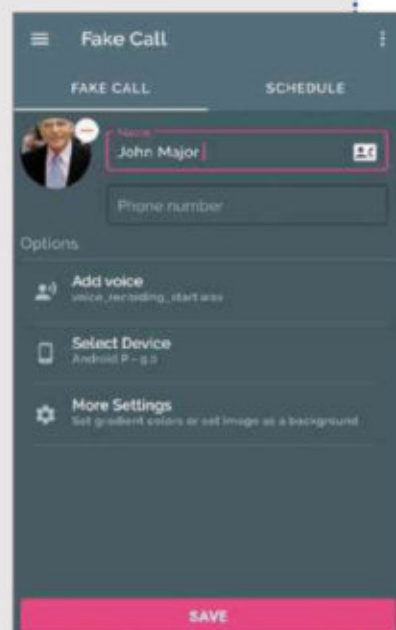 Fake Call
FAKE CALL SCHEDULE
Name
John Major
Phone number
Options
Add voice
voice_recording_start.wav
Select Device
Android P - 9.0
More Settings
Set gradient colors or set image as a background
SAVE